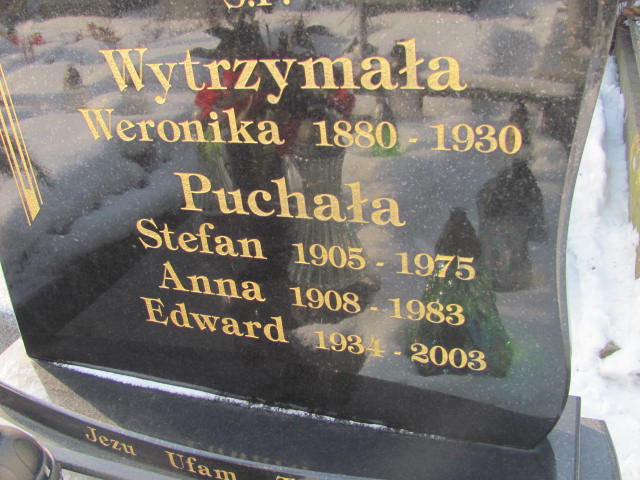 Ś.P.
Wytrzymała
Weronika 1880 - 1930
Puchała
Stefan 1905 - 1975
Anna 1908 - 1983
Edward 1934 - 2003
Jezu Ufam